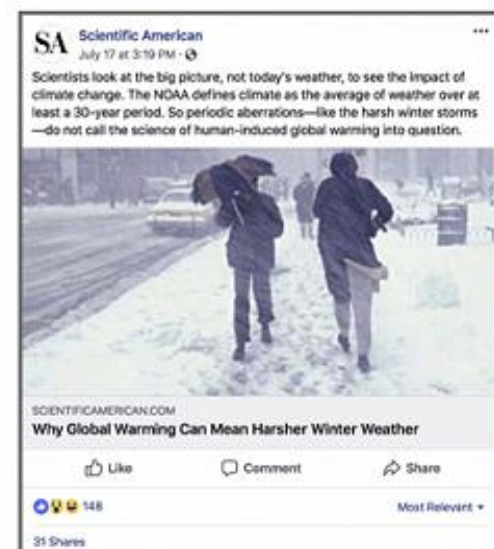 SA Scientific American
July 17 at 3:19 PM ·
Scientists look at the big picture, not today's weather, to see the impact of
climate change. The NOAA defines climate as the average of weather over at
least a 30-year period. So periodic aberrations—like the harsh winter storms
—do not call the science of human-induced global warming into question.
SCIENTIFICAMERICAN.COM
Why Global Warming Can Mean Harsher Winter Weather
Like Comment Share
148 Most Relevant
31 Shares